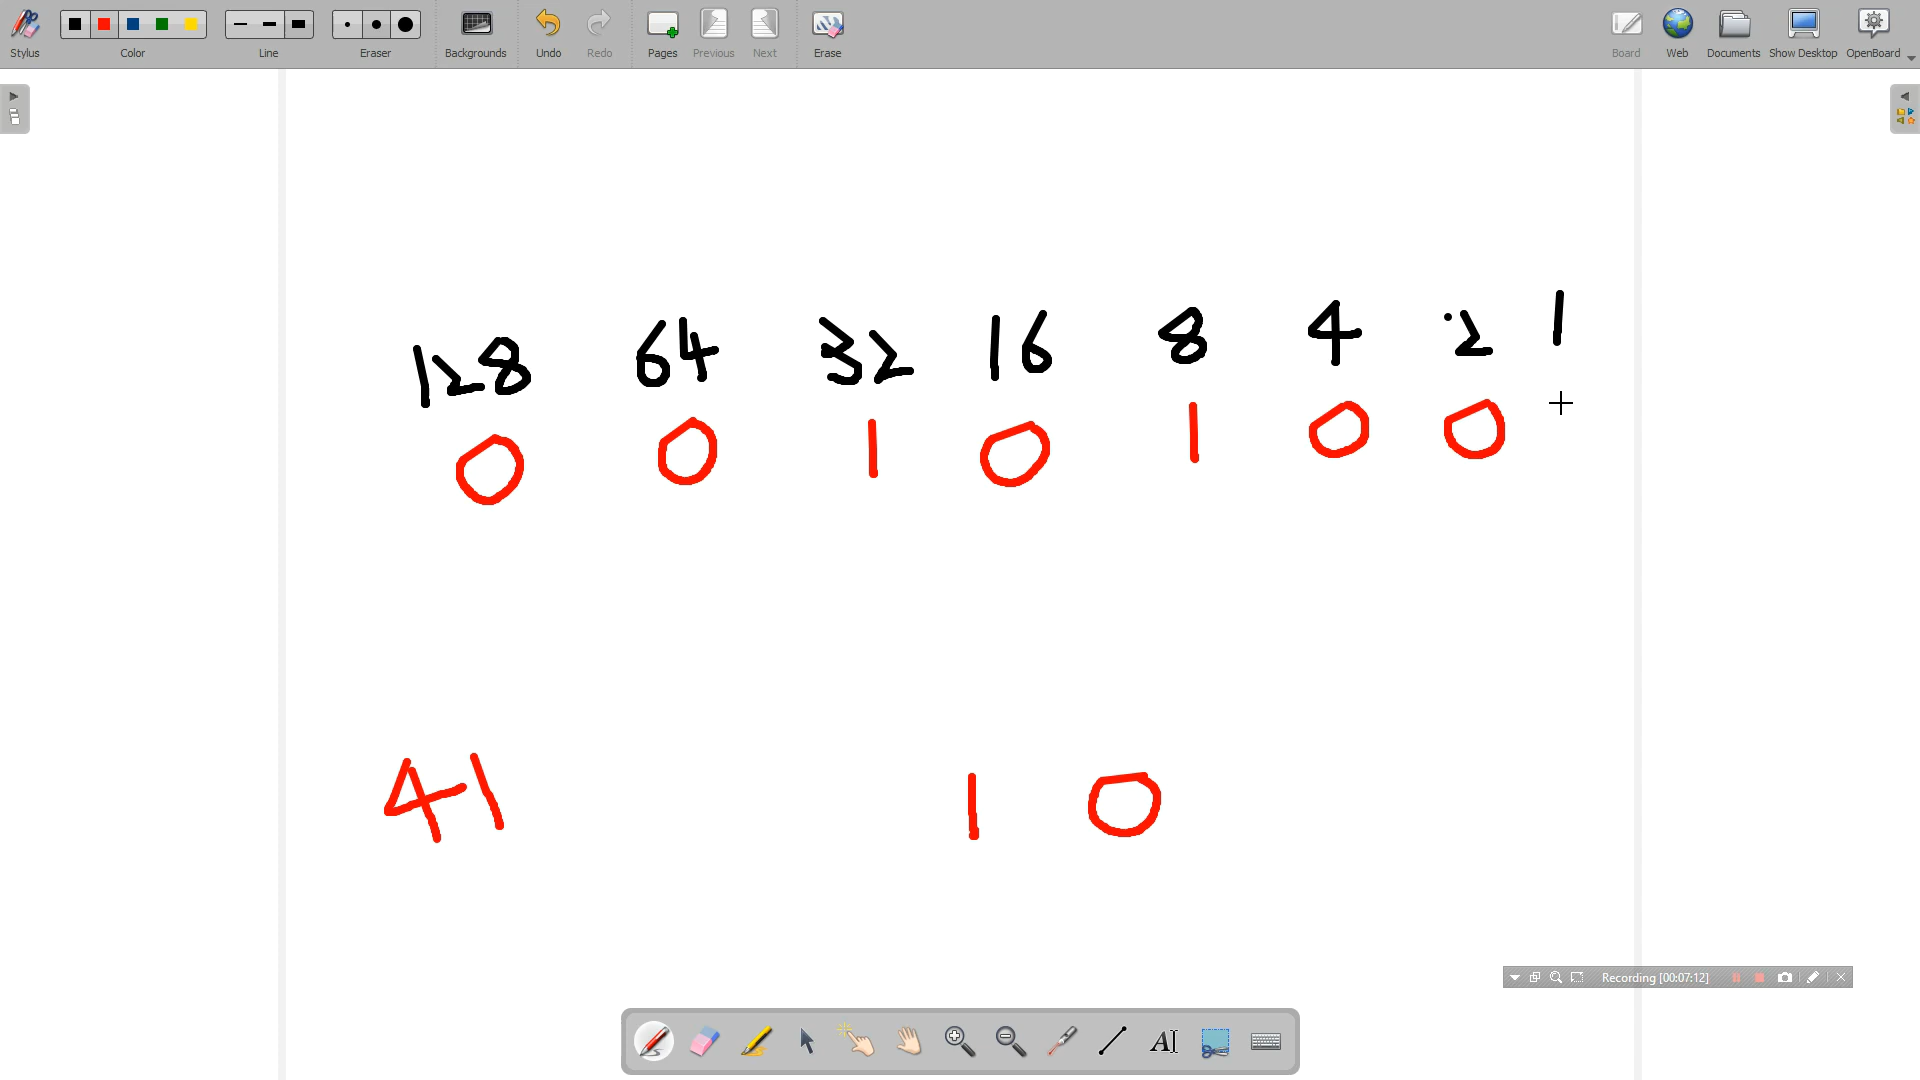 Stylus Color Line Eraser Backgrounds Undo Redo Pages Previous Next Erase Board Web Documents Show Desktop OpenBoard
128 64 32 16 8 4 2 1
0 0 1 0 1 0 0
41 1 0
Recording [00:07:12]
AI